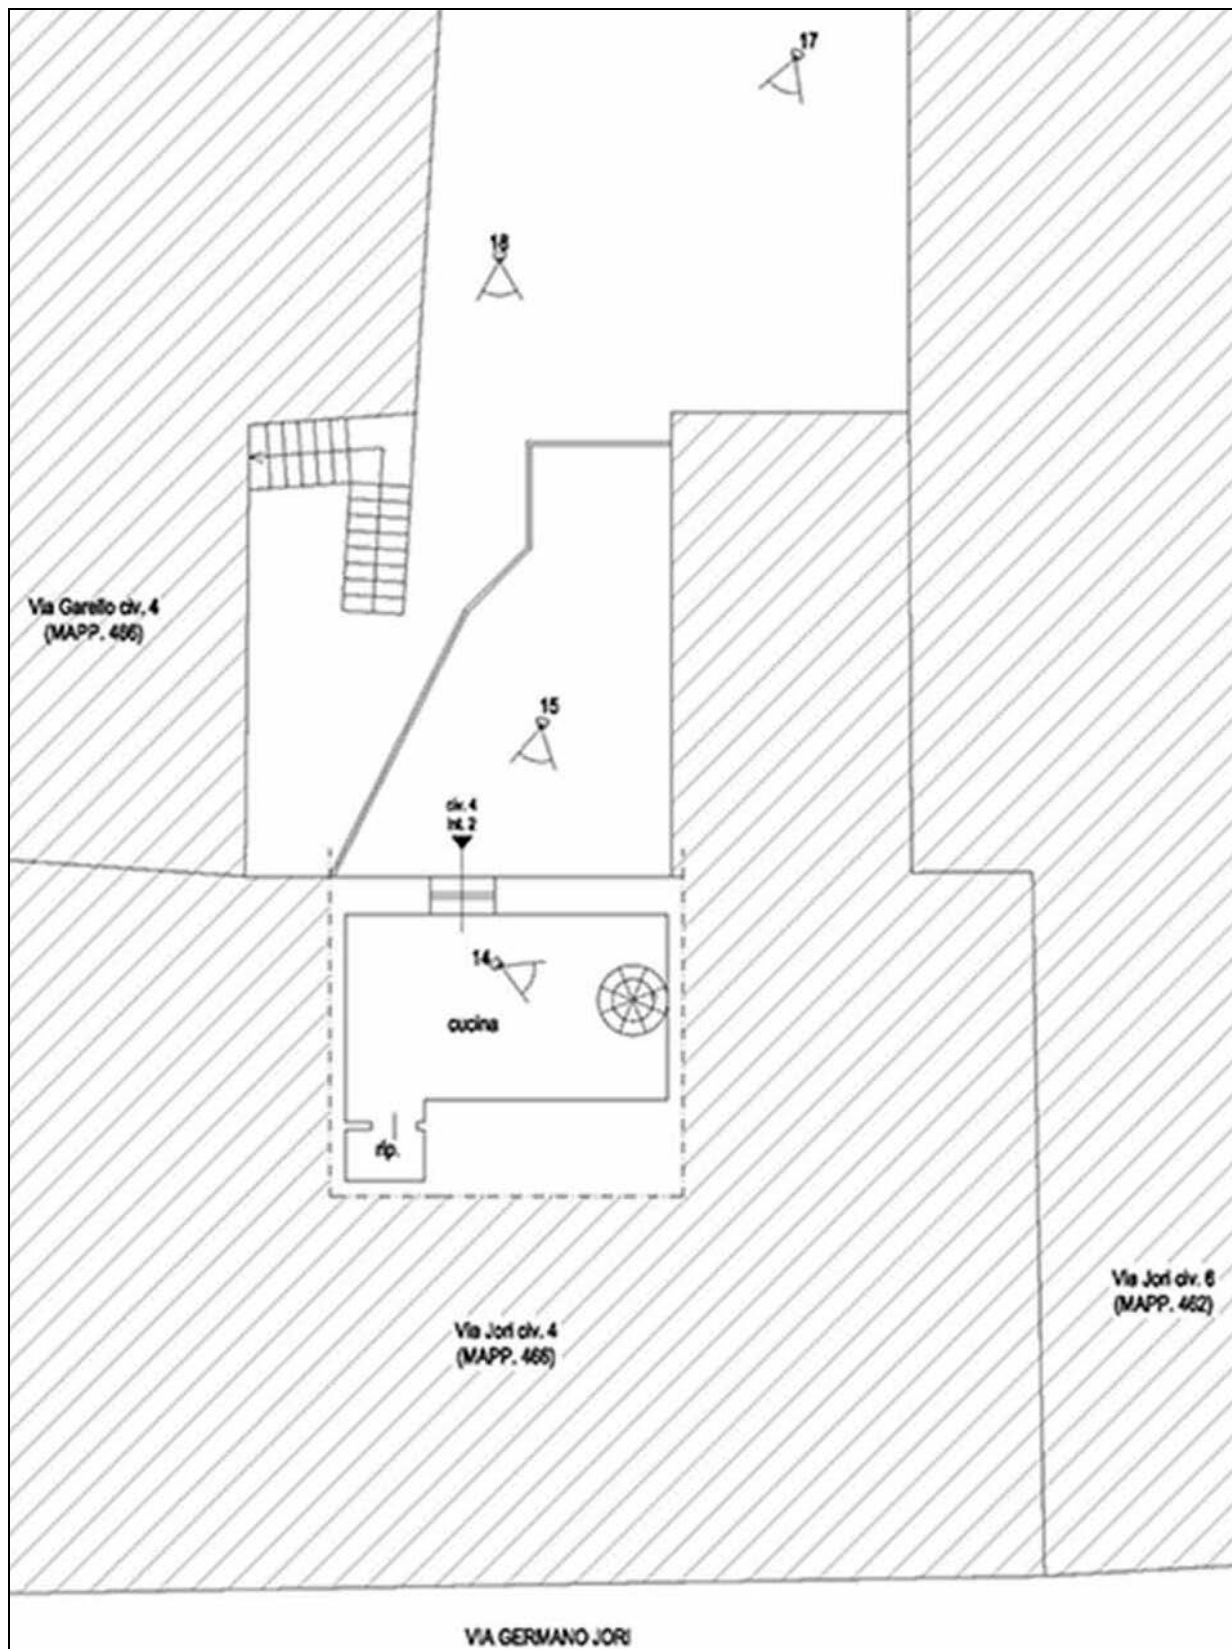 17
18
Via Garello civ. 4
(MAPP. 466)
15
civ. 4
int. 2
14
cucina
rip.
Via Jori civ. 6
(MAPP. 462)
Via Jori civ. 4
(MAPP. 465)
VIA GERMANO JORI